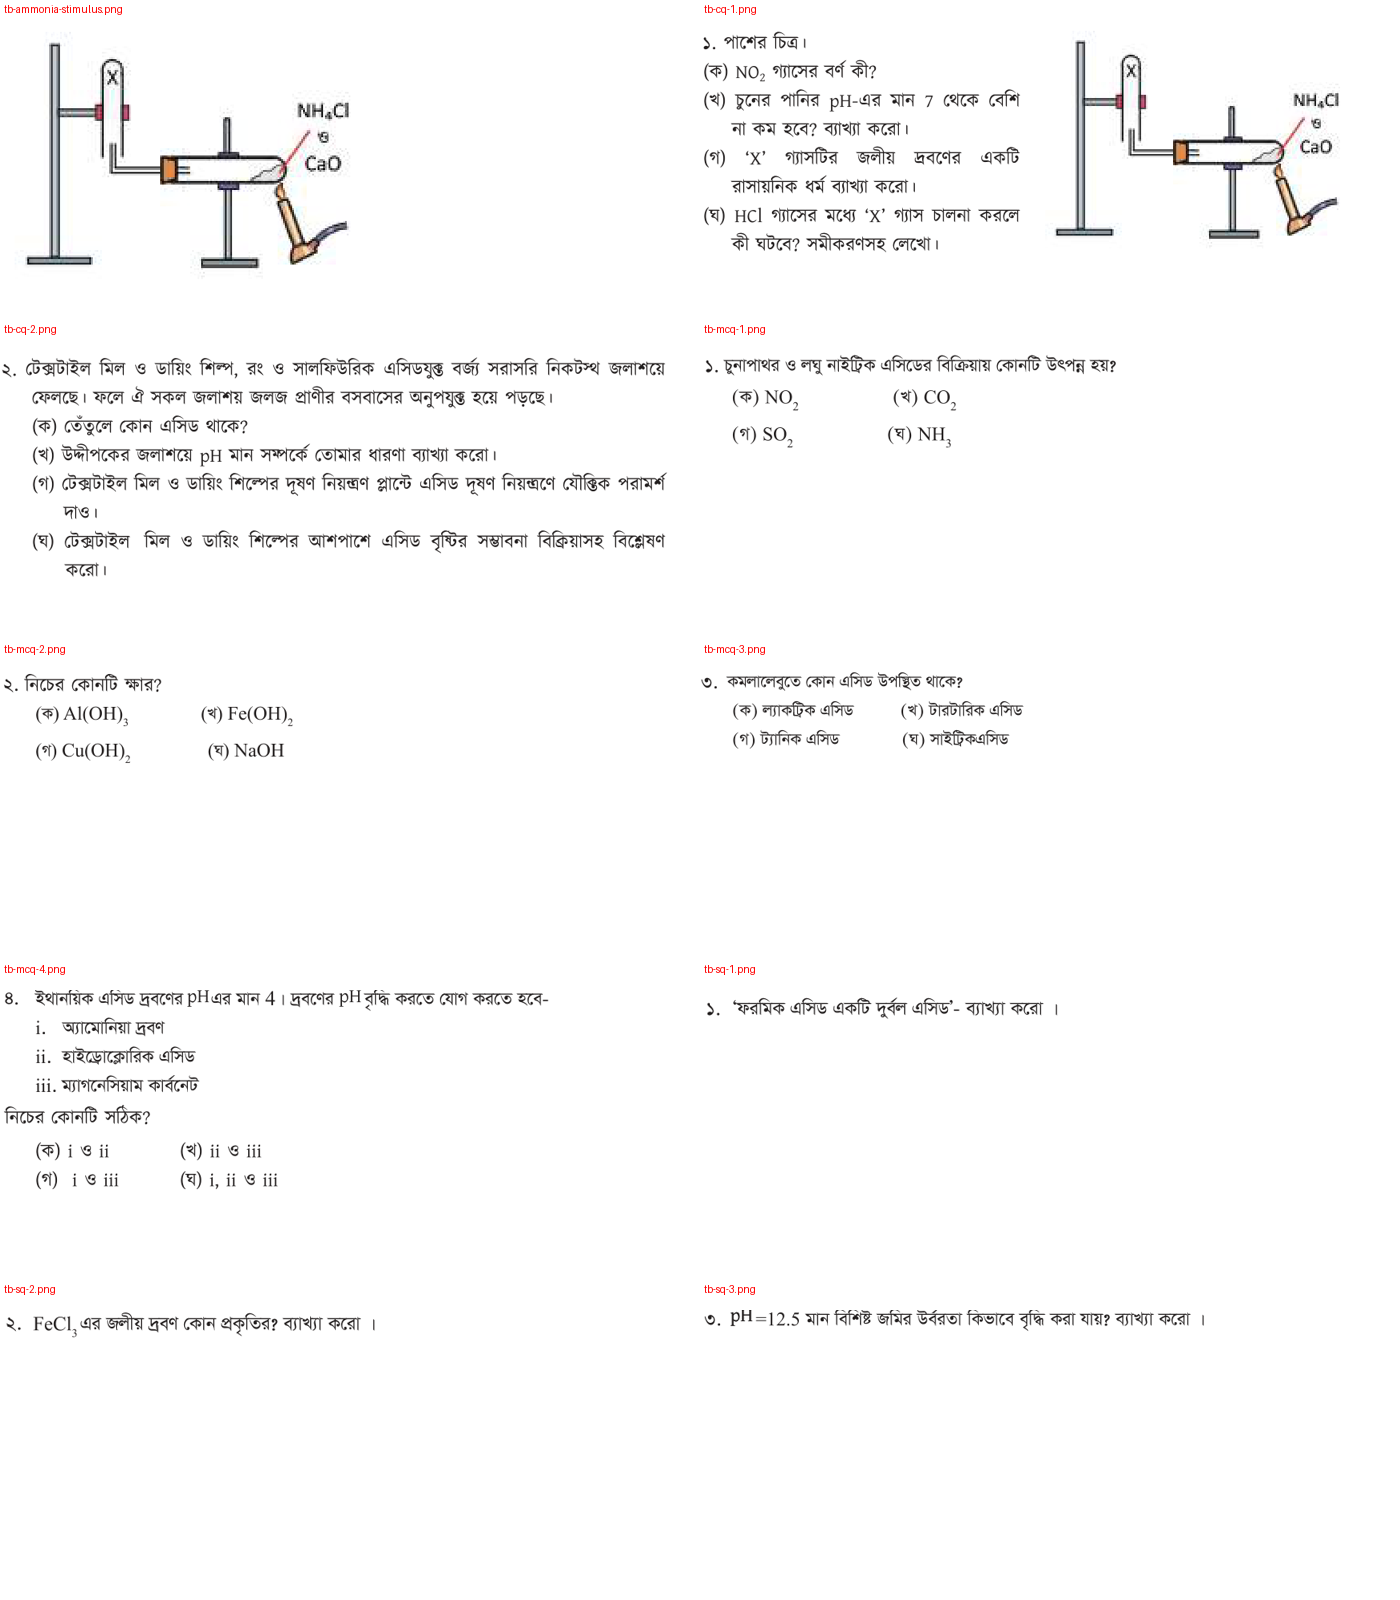 tb-ammonia-stimulus.png
X
NH₄Cl
ও
CaO
tb-cq-1.png
১. পাশের চিত্র।
(ক) NO₂ গ্যাসের বর্ণ কী?
(খ) চুনের পানির pH-এর মান 7 থেকে বেশি
না কম হবে? ব্যাখ্যা করো।
(গ) ‘X’ গ্যাসটির জলীয় দ্রবণের একটি
রাসায়নিক ধর্ম ব্যাখ্যা করো।
(ঘ) HCl গ্যাসের মধ্যে ‘X’ গ্যাস চালনা করলে
কী ঘটবে? সমীকরণসহ লেখো।
X
NH₄Cl
ও
CaO
tb-cq-2.png
২. টেক্সটাইল মিল ও ডায়িং শিল্প, রং ও সালফিউরিক এসিডযুক্ত বর্জ্য সরাসরি নিকটস্থ জলাশয়ে
ফেলছে। ফলে ঐ সকল জলাশয় জলজ প্রাণীর বসবাসের অনুপযুক্ত হয়ে পড়ছে।
(ক) তেঁতুলে কোন এসিড থাকে?
(খ) উদ্দীপকের জলাশয়ে pH মান সম্পর্কে তোমার ধারণা ব্যাখ্যা করো।
(গ) টেক্সটাইল মিল ও ডায়িং শিল্পের দূষণ নিয়ন্ত্রণ প্লান্টে এসিড দূষণ নিয়ন্ত্রণে যৌক্তিক পরামর্শ
দাও।
(ঘ) টেক্সটাইল মিল ও ডায়িং শিল্পের আশপাশে এসিড বৃষ্টির সম্ভাবনা বিক্রিয়াসহ বিশ্লেষণ
করো।
tb-mcq-1.png
১. চুনাপাথর ও লঘু নাইট্রিক এসিডের বিক্রিয়ায় কোনটি উৎপন্ন হয়?
(ক) NO₂ (খ) CO₂
(গ) SO₂ (ঘ) NH₃
tb-mcq-2.png
২. নিচের কোনটি ক্ষার?
(ক) Al(OH)₃ (খ) Fe(OH)₂
(গ) Cu(OH)₂ (ঘ) NaOH
tb-mcq-3.png
৩. কমলালেবুতে কোন এসিড উপস্থিত থাকে?
(ক) ল্যাকট্রিক এসিড (খ) টারটারিক এসিড
(গ) ট্যানিক এসিড (ঘ) সাইট্রিকএসিড
tb-mcq-4.png
৪. ইথানয়িক এসিড দ্রবণের pHএর মান 4। দ্রবণের pH বৃদ্ধি করতে যোগ করতে হবে-
i. অ্যামোনিয়া দ্রবণ
ii. হাইড্রোক্লোরিক এসিড
iii. ম্যাগনেসিয়াম কার্বনেট
নিচের কোনটি সঠিক?
(ক) i ও ii (খ) ii ও iii
(গ) i ও iii (ঘ) i, ii ও iii
tb-sq-1.png
১. ‘ফরমিক এসিড একটি দুর্বল এসিড’- ব্যাখ্যা করো ।
tb-sq-2.png
২. FeCl₃ এর জলীয় দ্রবণ কোন প্রকৃতির? ব্যাখ্যা করো ।
tb-sq-3.png
৩. pH=12.5 মান বিশিষ্ট জমির উর্বরতা কিভাবে বৃদ্ধি করা যায়? ব্যাখ্যা করো ।